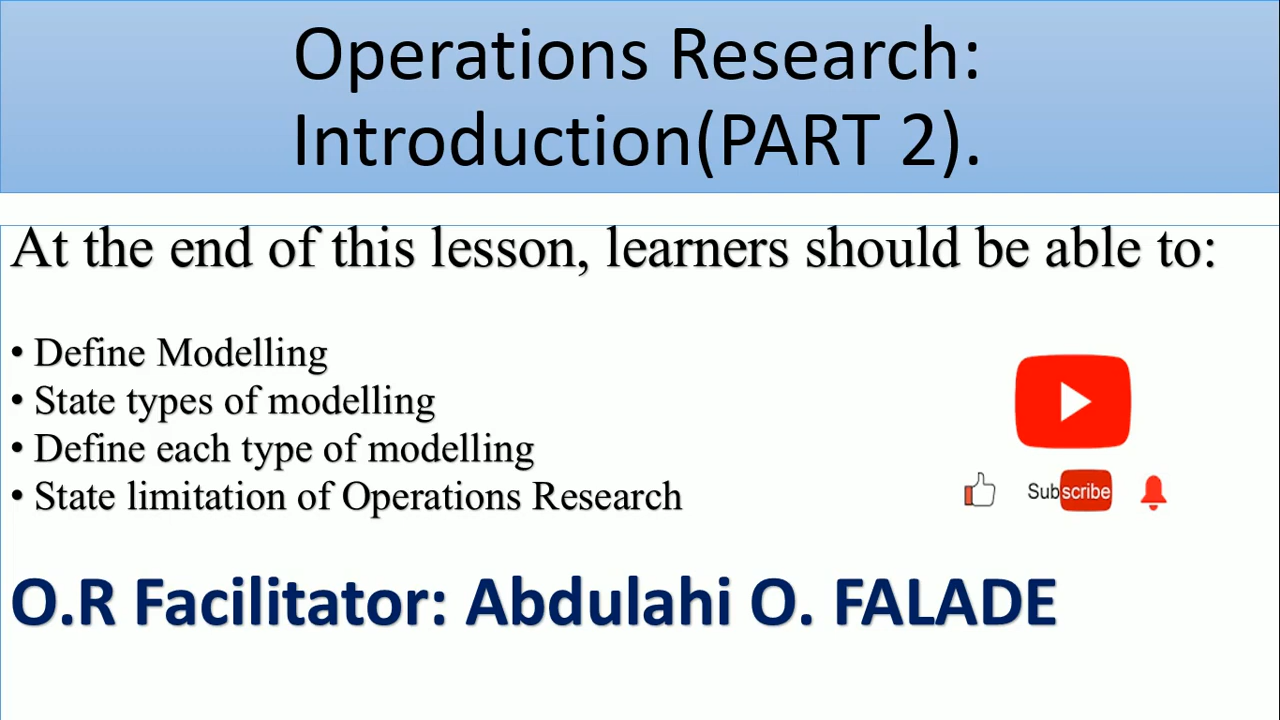 Operations Research:
Introduction(PART 2).
At the end of this lesson, learners should be able to:
• Define Modelling
• State types of modelling
• Define each type of modelling
• State limitation of Operations Research
Subscribe
O.R Facilitator: Abdulahi O. FALADE